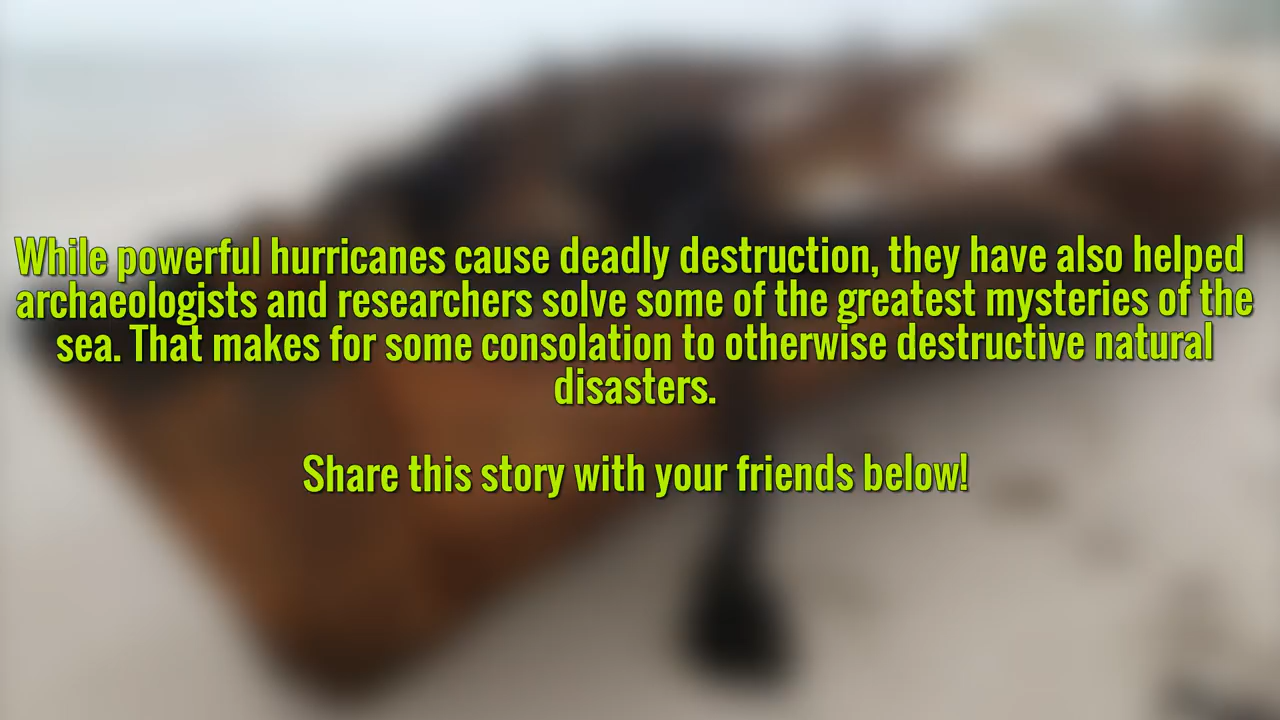 While powerful hurricanes cause deadly destruction, they have also helped
archaeologists and researchers solve some of the greatest mysteries of the
sea. That makes for some consolation to otherwise destructive natural
disasters.
Share this story with your friends below!